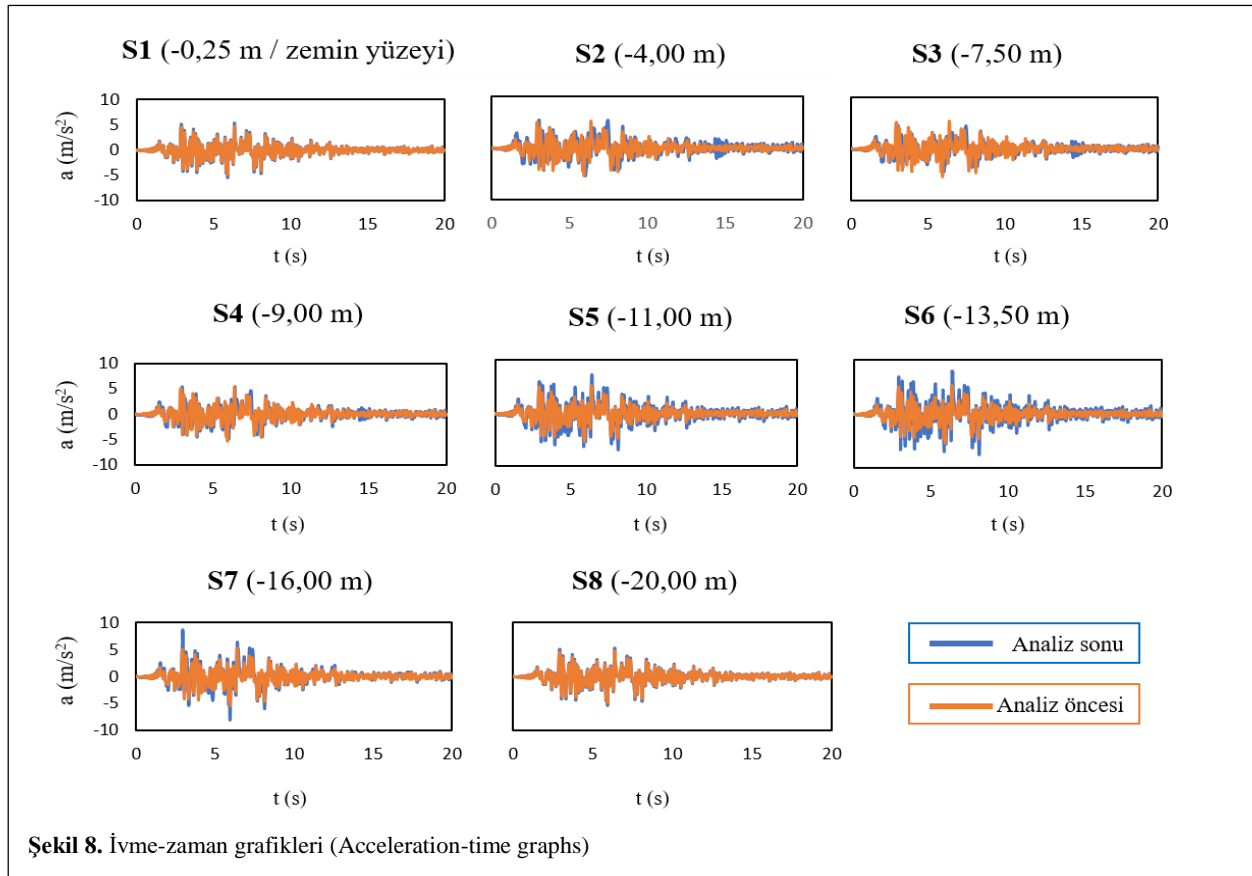 S1 (-0,25 m / zemin yüzeyi)
S2 (-4,00 m)
S3 (-7,50 m)
a (m/s²)
10
5
0
-5
-10
0 5 10 15 20
0 5 10 15 20
0 5 10 15 20
t (s)
t (s)
t (s)
S4 (-9,00 m)
S5 (-11,00 m)
S6 (-13,50 m)
a (m/s²)
10
5
0
-5
-10
0 5 10 15 20
0 5 10 15 20
0 5 10 15 20
t (s)
t (s)
t (s)
S7 (-16,00 m)
S8 (-20,00 m)
a (m/s²)
10
5
0
-5
-10
0 5 10 15 20
0 5 10 15 20
t (s)
t (s)
Analiz sonu
Analiz öncesi
Şekil 8. İvme-zaman grafikleri (Acceleration-time graphs)